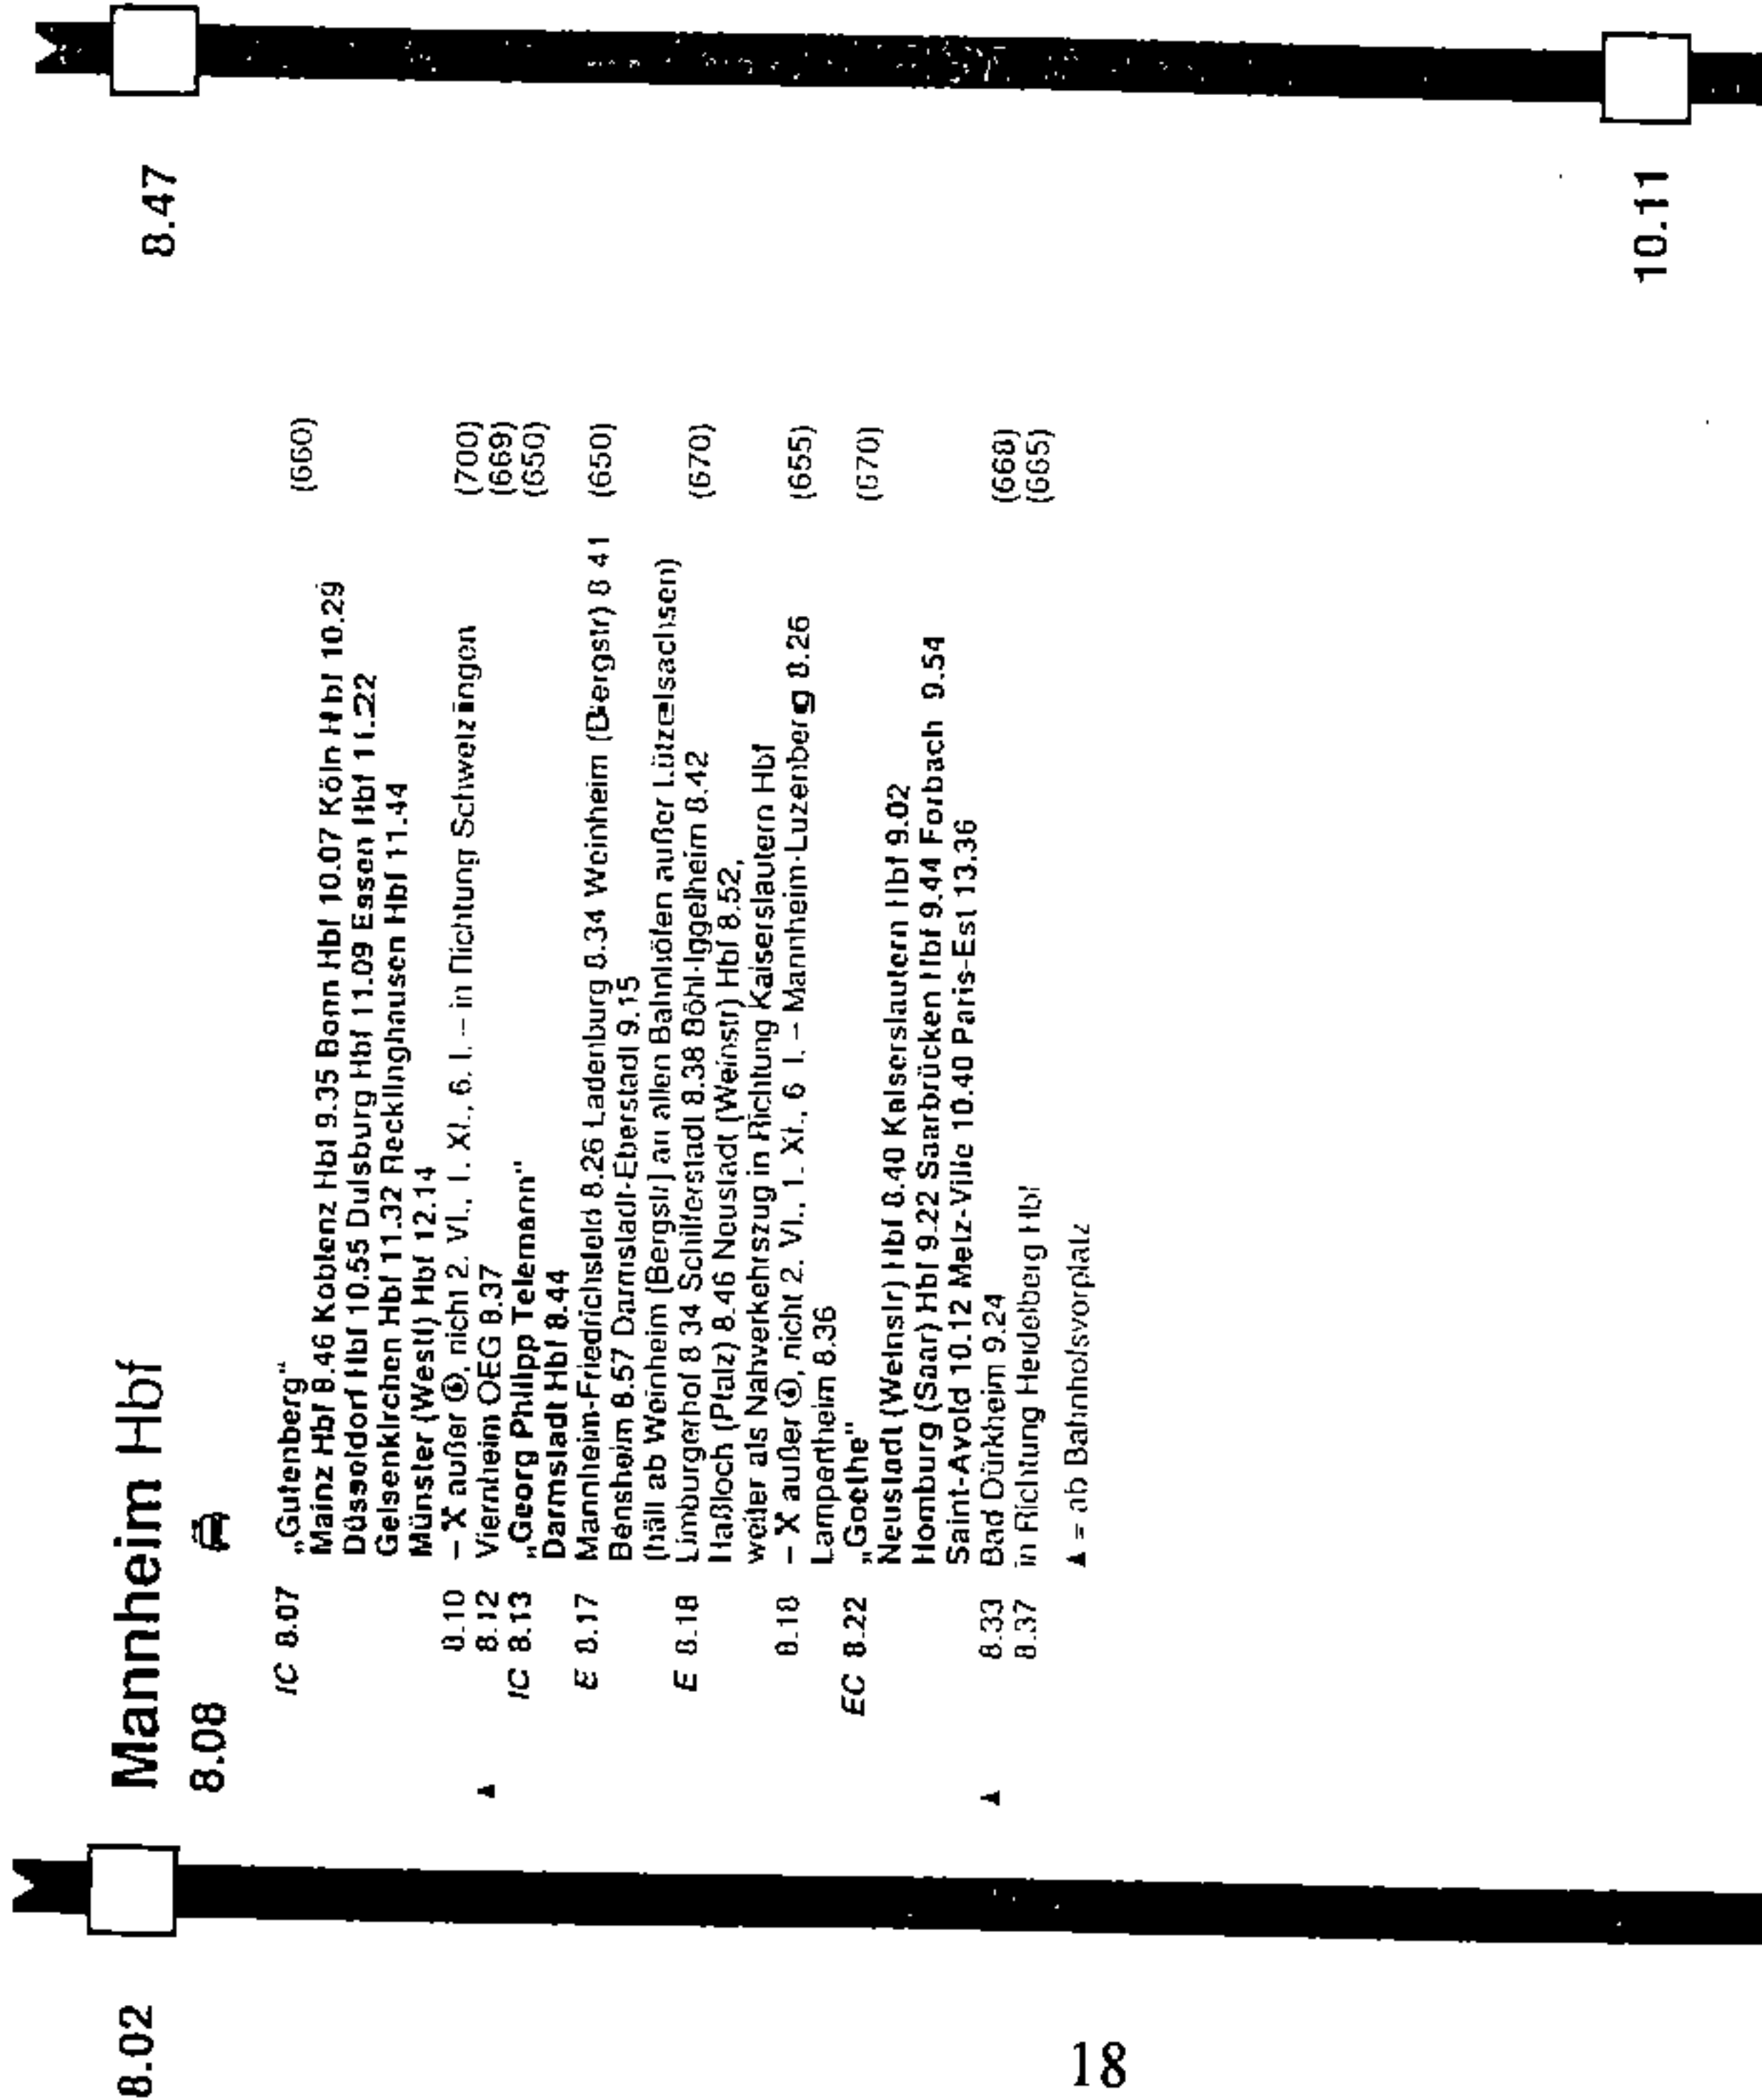 8.02 Mannheim Hbf 8.47
8.08
IC 8.07 „Gutenberg" (660)
Mainz Hbf 8.46 Koblenz Hbf 9.35 Bonn Hbf 10.07 Köln Hbf 10.29
Düsseldorf Hbf 10.55 Duisburg Hbf 11.09 Essen Hbf 11.22
Gelsenkirchen Hbf 11.32 Recklinghausen Hbf 11.44
Münster (Westf) Hbf 12.14
8.10 – X außer ⑥, nicht 2. VI., 1. XI., 6. I. – in Richtung Schwetzingen (700)
▲ 8.12 Viernheim OEG 8.37 (669)
IC 8.13 „Georg Philipp Telemann" (650)
Darmstadt Hbf 8.44
E 8.17 Mannheim-Friedrichsfeld 8.26 Ladenburg 8.34 Weinheim (Bergstr) 8.41 (650)
Bensheim 8.57 Darmstadt-Eberstadt 9.15
(hält ab Weinheim [Bergstr] an allen Bahnhöfen außer Lützelsachsen)
E 8.18 Limburgerhof 8.34 Schifferstadt 8.38 Böhl-Iggelheim 8.42 (670)
Haßloch (Pfalz) 8.46 Neustadt (Weinstr) Hbf 8.52,
weiter als Nahverkehrszug in Richtung Kaiserslautern Hbf
8.18 – X außer ⑥, nicht 2. VI., 1. XI., 6. I. – Mannheim-Luzenberg 8.26 (655)
Lampertheim 8.36
EC 8.22 „Goethe" (670)
Neustadt (Weinstr) Hbf 8.40 Kaiserslautern Hbf 9.02
Homburg (Saar) Hbf 9.22 Saarbrücken Hbf 9.44 Forbach 9.54
Saint-Avold 10.12 Metz-Ville 10.40 Paris-Est 13.36
▲ 8.33 Bad Dürkheim 9.24 (668)
8.37 in Richtung Heidelberg Hbf (665)
▲ = ab Bahnhofsvorplatz
10.11
18